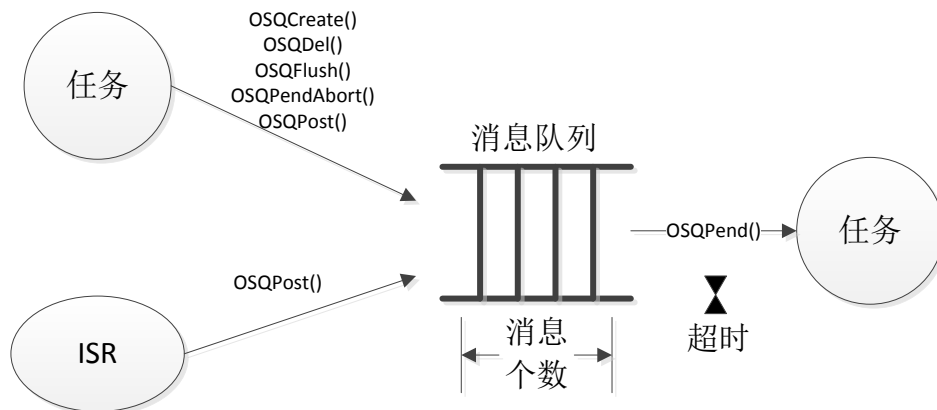 OSQCreate()
OSQDel()
OSQFlush()
OSQPendAbort()
OSQPost()
任务
消息队列
OSQPend()
任务
OSQPost()
ISR
超时
消息
个数